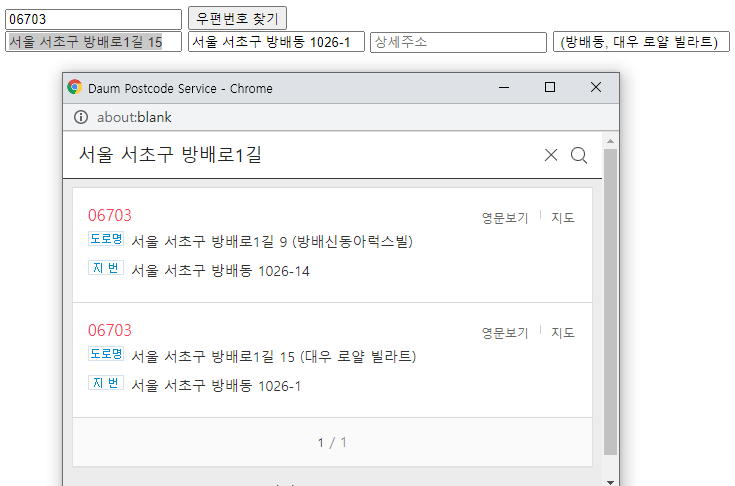 06703 우편번호 찾기
서울 서초구 방배로1길 15 서울 서초구 방배동 1026-1 상세주소 (방배동, 대우 로얄 빌라트)
Daum Postcode Service - Chrome
about:blank
서울 서초구 방배로1길
06703 영문보기 지도
도로명 서울 서초구 방배로1길 9 (방배신동아럭스빌)
지 번 서울 서초구 방배동 1026-14
06703 영문보기 지도
도로명 서울 서초구 방배로1길 15 (대우 로얄 빌라트)
지 번 서울 서초구 방배동 1026-1
1 / 1